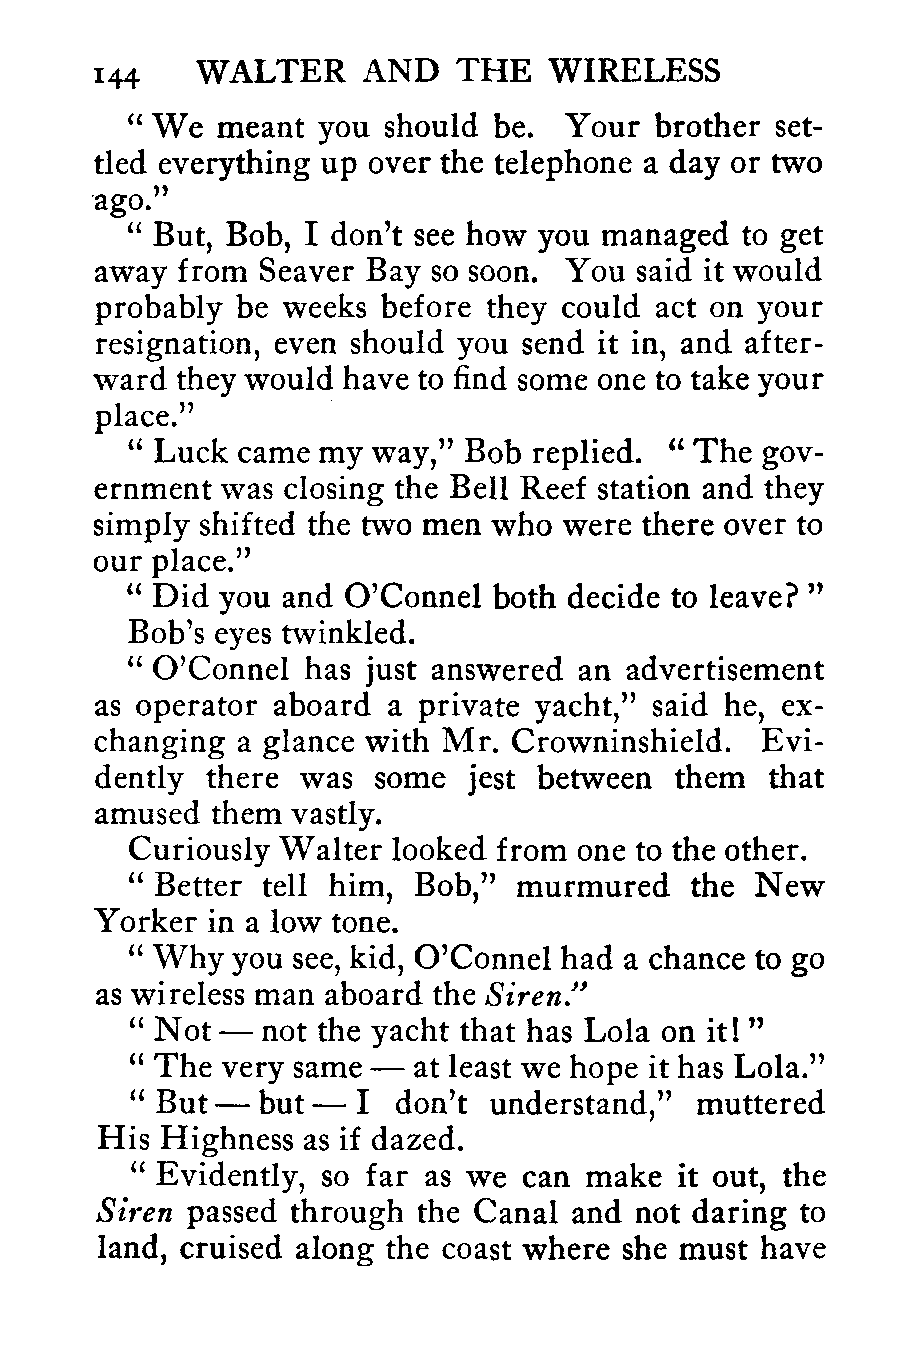 144 WALTER AND THE WIRELESS
“ We meant you should be. Your brother set-
tled everything up over the telephone a day or two
ago.”
“ But, Bob, I don’t see how you managed to get
away from Seaver Bay so soon. You said it would
probably be weeks before they could act on your
resignation, even should you send it in, and after-
ward they would have to find some one to take your
place.”
“ Luck came my way,” Bob replied. “ The gov-
ernment was closing the Bell Reef station and they
simply shifted the two men who were there over to
our place.”
“ Did you and O’Connel both decide to leave? ”
Bob’s eyes twinkled.
“ O’Connel has just answered an advertisement
as operator aboard a private yacht,” said he, ex-
changing a glance with Mr. Crowninshield. Evi-
dently there was some jest between them that
amused them vastly.
Curiously Walter looked from one to the other.
“ Better tell him, Bob,” murmured the New
Yorker in a low tone.
“ Why you see, kid, O’Connel had a chance to go
as wireless man aboard the Siren.”
“ Not — not the yacht that has Lola on it! ”
“ The very same — at least we hope it has Lola.”
“ But — but — I don’t understand,” muttered
His Highness as if dazed.
“ Evidently, so far as we can make it out, the
Siren passed through the Canal and not daring to
land, cruised along the coast where she must have